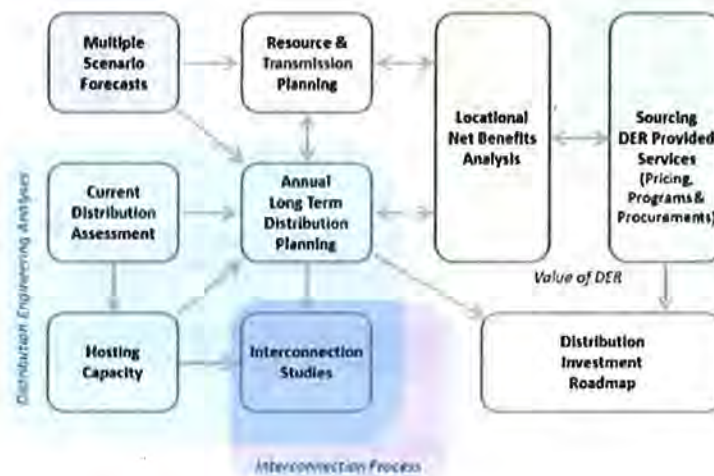 Multiple
Scenario
Forecasts
Resource &
Transmission
Planning
Locational
Net Benefits
Analysis
Sourcing
DER Provided
Services
(Pricing,
Programs &
Procurements)
Current
Distribution
Assessment
Annual
Long Term
Distribution
Planning
Distribution Engineering Analyses
Value of DER
Hosting
Capacity
Interconnection
Studies
Distribution
Investment
Roadmap
Interconnection Process